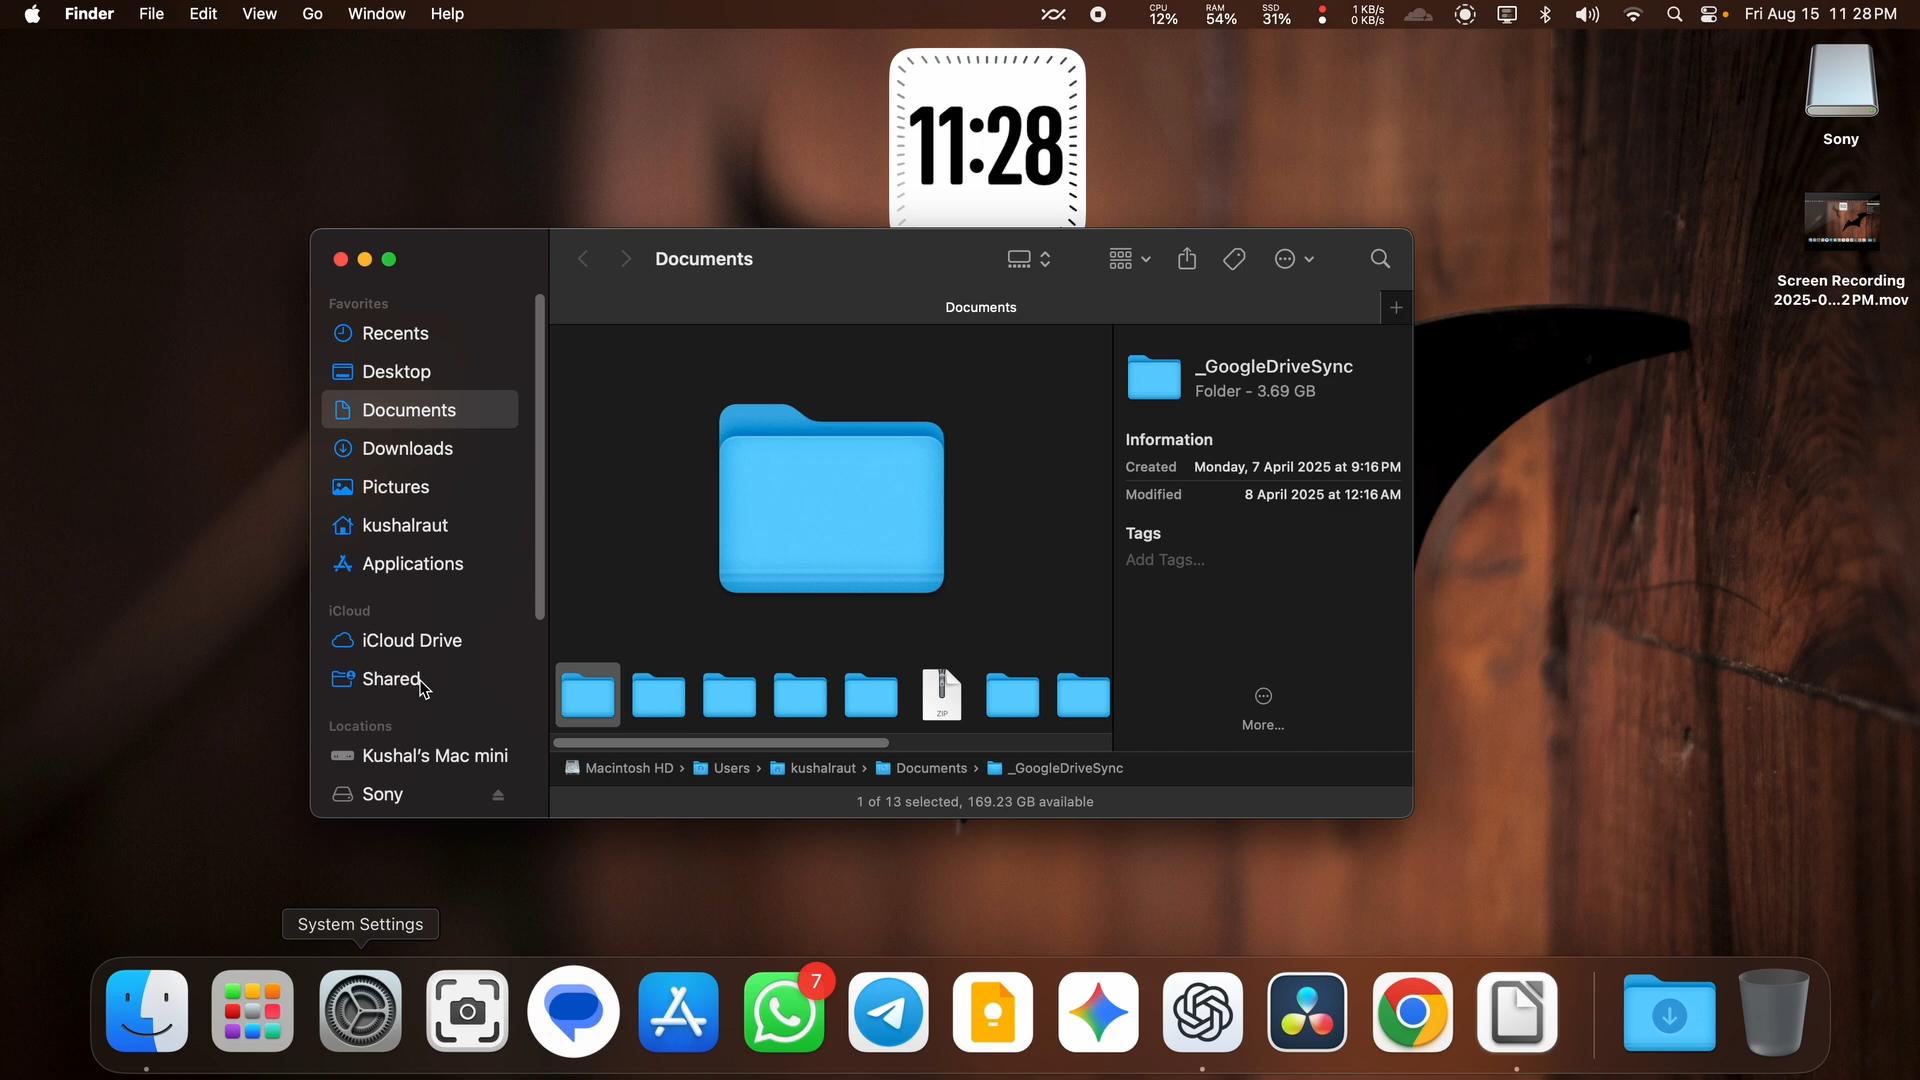 Finder File Edit View Go Window Help
CPU 12% RAM 54% SSD 31% 1 KB/s 0 KB/s Fri Aug 15 11 28 PM
11:28
Sony
Screen Recording
2025-0...2 PM.mov
Documents
Documents
Favorites
Recents
Desktop
Documents
Downloads
Pictures
kushalraut
Applications
iCloud
iCloud Drive
Shared
Locations
Kushal's Mac mini
Sony
ZIP
_GoogleDriveSync
Folder - 3.69 GB
Information
Created Monday, 7 April 2025 at 9:16 PM
Modified 8 April 2025 at 12:16 AM
Tags
Add Tags...
More...
Macintosh HD › Users › kushalraut › Documents › _GoogleDriveSync
1 of 13 selected, 169.23 GB available
System Settings
7